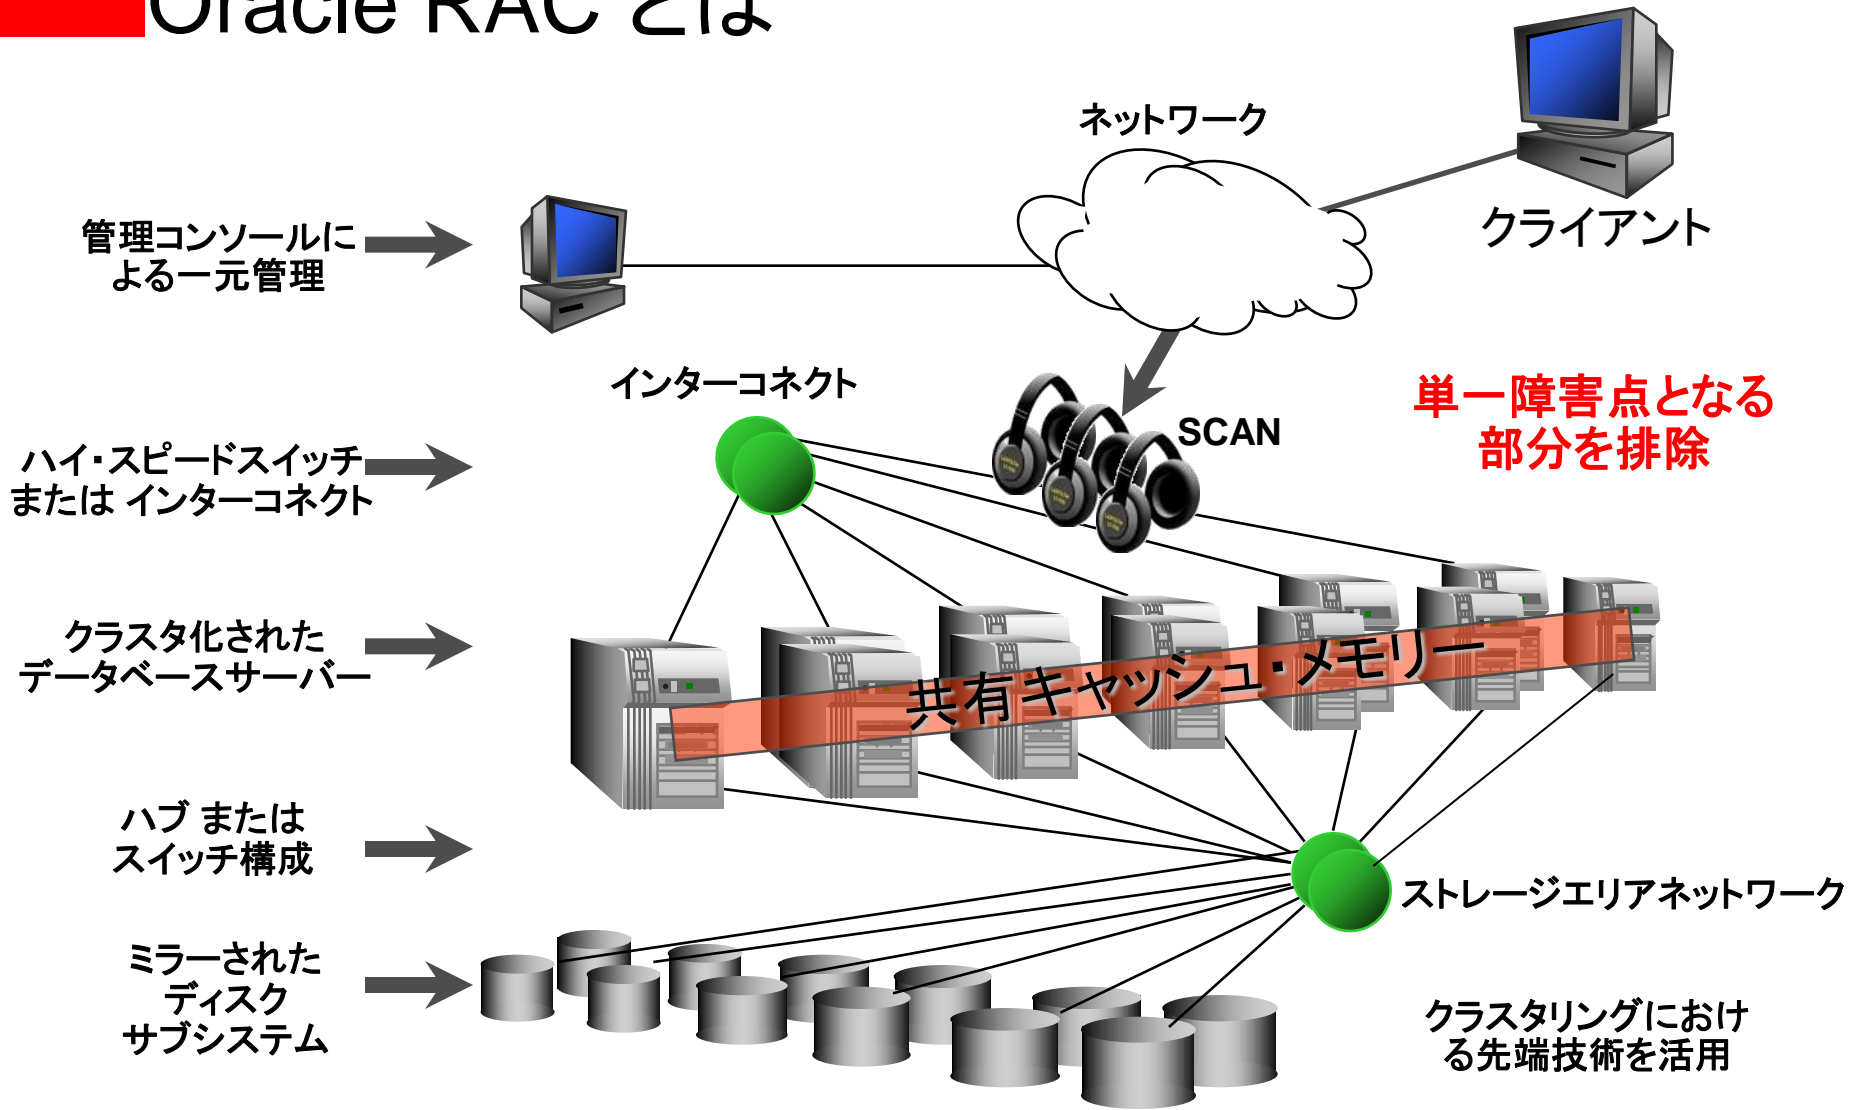 Oracle RAC とは
ネットワーク
クライアント
管理コンソールに
よる一元管理
インターコネクト
SCAN
単一障害点となる
部分を排除
ハイ・スピードスイッチ
または インターコネクト
クラスタ化された
データベースサーバー
共有キャッシュ・メモリー
ハブ または
スイッチ構成
ストレージエリアネットワーク
ミラーされた
ディスク
サブシステム
クラスタリングにおけ
る先端技術を活用